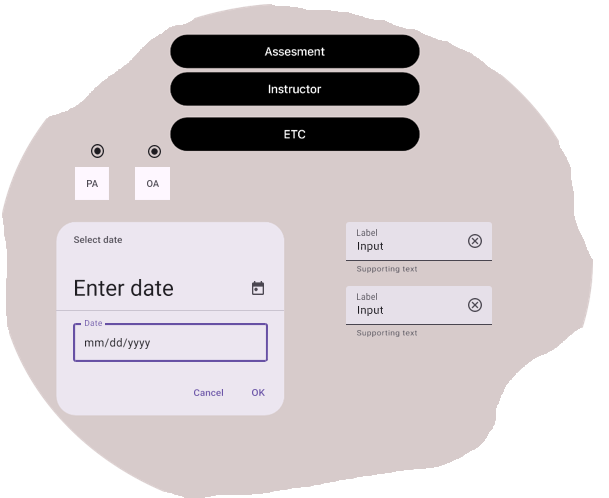 Assesment
Instructor
ETC
PA
OA
Select date
Enter date
Date
mm/dd/yyyy
Cancel
OK
Label
Input
Supporting text
Label
Input
Supporting text